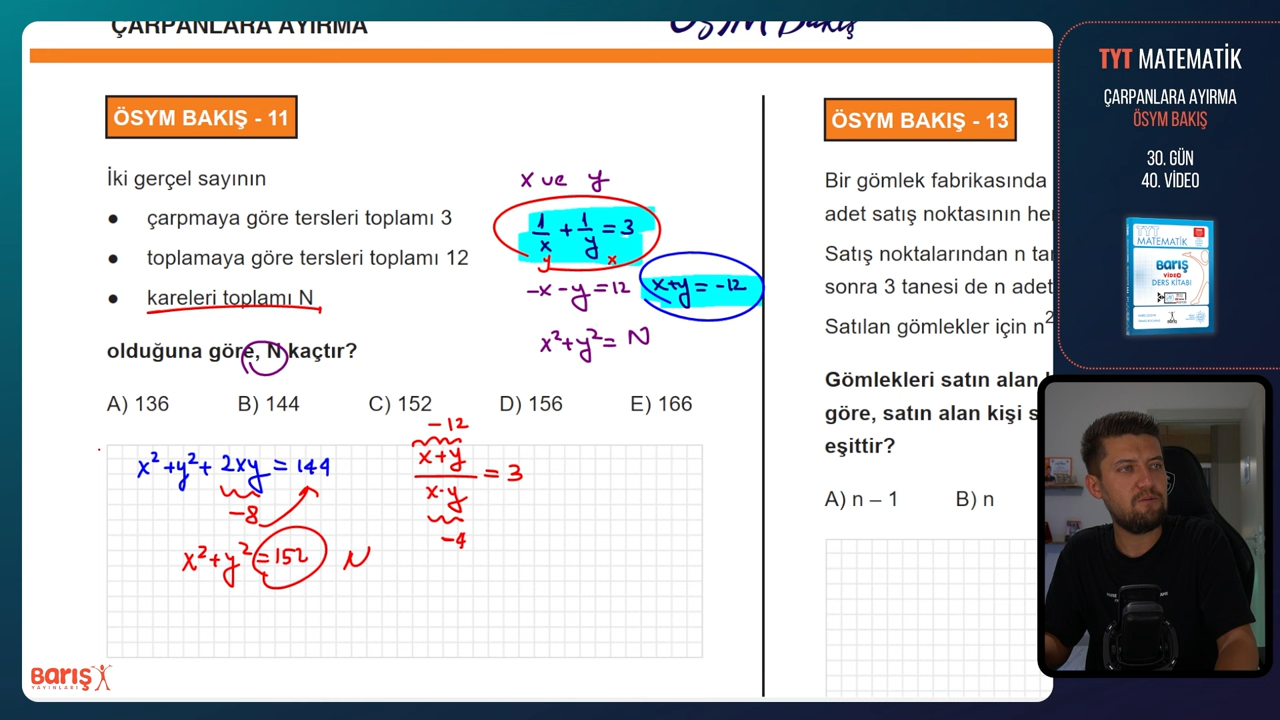 ÇARPANLARA AYIRMA
ÖSYM Bakış
ÖSYM BAKIŞ - 11
İki gerçel sayının
● çarpmaya göre tersleri toplamı 3
● toplamaya göre tersleri toplamı 12
● kareleri toplamı N
olduğuna göre, N kaçtır?
A) 136 B) 144 C) 152 D) 156 E) 166
x ve y
1/x + 1/y = 3
y x
-x - y = 12 x+y = -12
x² + y² = N
x² + y² + 2xy = 144
-8
x² + y² = 152 N
-12
x+y
x·y
= 3
-4
BARIŞ
YAYINLARI
ÖSYM BAKIŞ - 13
Bir gömlek fabrikasında
adet satış noktasının he
Satış noktalarından n ta
sonra 3 tanesi de n adet
Satılan gömlekler için n²
Gömlekleri satın alan
göre, satın alan kişi s
eşittir?
A) n – 1 B) n
TYT MATEMATİK
ÇARPANLARA AYIRMA
ÖSYM BAKIŞ
30. GÜN
40. VİDEO
TYT
MATEMATİK
BARIŞ
VİDEO
DERS KİTABI